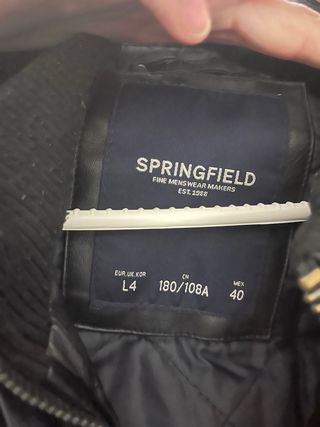 SPRINGFIELD
FINE MENSWEAR MAKERS
EST. 1988
EUR.UK.KOR CN MEX
L4 180/108A 40